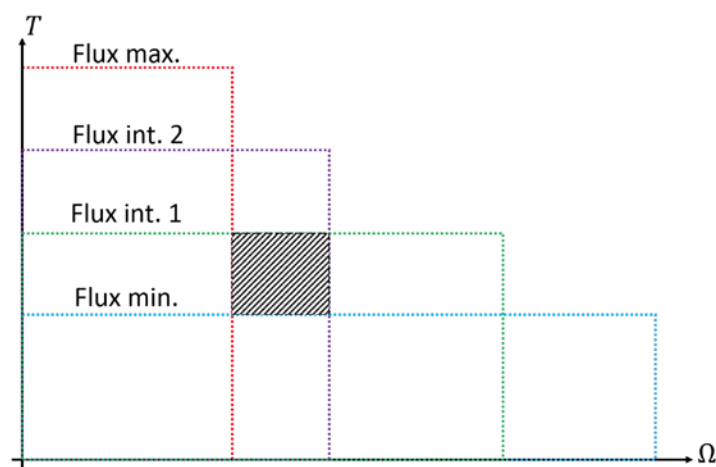 T
Flux max.
Flux int. 2
Flux int. 1
Flux min.
Ω